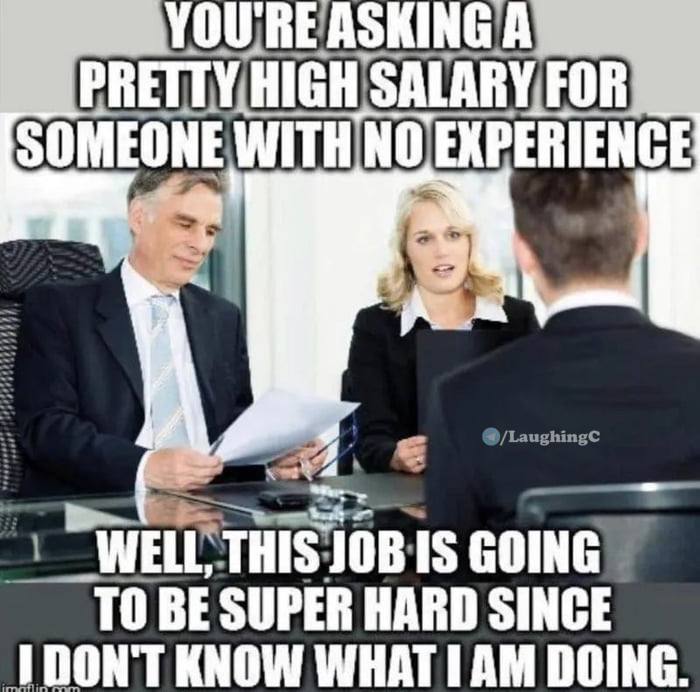 YOU'RE ASKING A
PRETTY HIGH SALARY FOR
SOMEONE WITH NO EXPERIENCE
/LaughingC
WELL, THIS JOB IS GOING
TO BE SUPER HARD SINCE
I DON'T KNOW WHAT I AM DOING.
imgflip.com